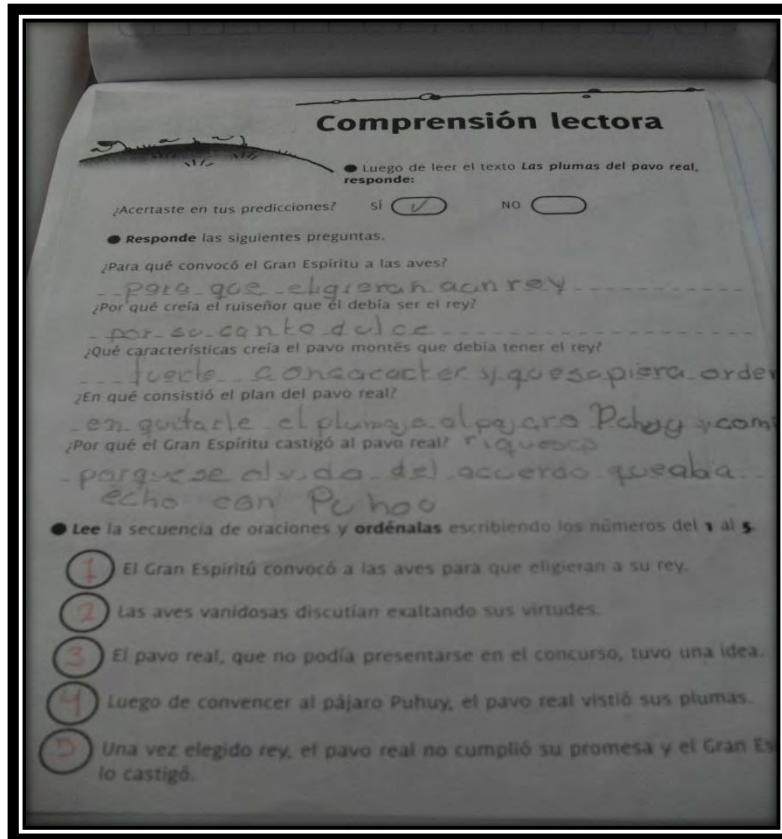 Comprensión lectora
● Luego de leer el texto Las plumas del pavo real,
responde:
¿Acertaste en tus predicciones? SÍ ✓ NO
● Responde las siguientes preguntas.
¿Para qué convocó el Gran Espíritu a las aves?
para que eligieran a un rey
¿Por qué creía el ruiseñor que él debía ser el rey?
por su canto dulce
¿Qué características creía el pavo montés que debía tener el rey?
fuerte y que sapiera orden
¿En qué consistió el plan del pavo real?
en quitarle el plumaje al pajaro y com
¿Por qué el Gran Espíritu castigó al pavo real?
porque se olvido del acuerdo queabia
echo con
● Lee la secuencia de oraciones y ordénalas escribiendo los números del 1 al 5.
1 El Gran Espiritú convocó a las aves para que eligieran a su rey.
2 Las aves vanidosas discutían exaltando sus virtudes.
3 El pavo real, que no podía presentarse en el concurso, tuvo una idea.
4 Luego de convencer al pájaro Puhuy, el pavo real vistió sus plumas.
5 Una vez elegido rey, el pavo real no cumplió su promesa y el Gran Es
lo castigó.